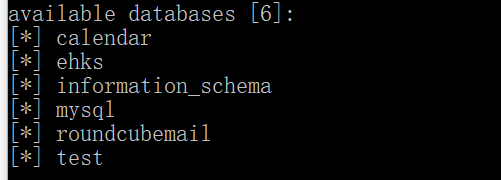 available databases [6]:
[*] calendar
[*] ehks
[*] information_schema
[*] mysql
[*] roundcubemail
[*] test